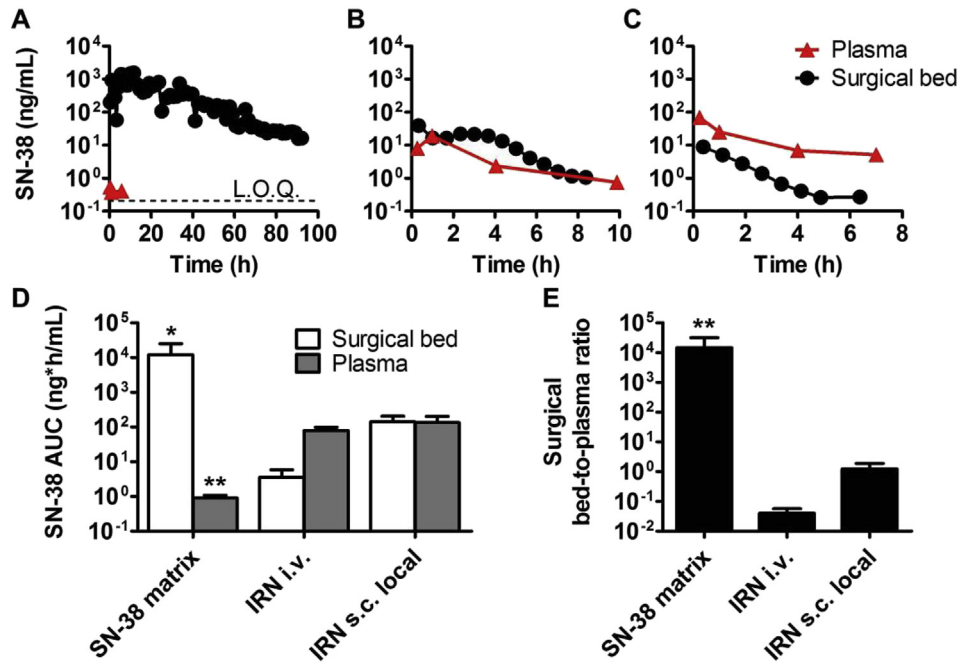 A
SN-38 (ng/mL)
10⁴
10³
10²
10¹
10⁰
10⁻¹
L.O.Q.
0 20 40 60 80 100
Time (h)
B
10⁴
10³
10²
10¹
10⁰
10⁻¹
0 2 4 6 8 10
Time (h)
C
10⁴
10³
10²
10¹
10⁰
10⁻¹
Plasma
Surgical bed
0 2 4 6 8
Time (h)
D
SN-38 AUC (ng*h/mL)
10⁵
10⁴
10³
10²
10¹
10⁰
10⁻¹
*
**
Surgical bed
Plasma
SN-38 matrix
IRN i.v.
IRN s.c. local
E
Surgical
bed-to-plasma ratio
10⁵
10⁴
10³
10²
10¹
10⁰
10⁻¹
10⁻²
**
SN-38 matrix
IRN i.v.
IRN s.c. local